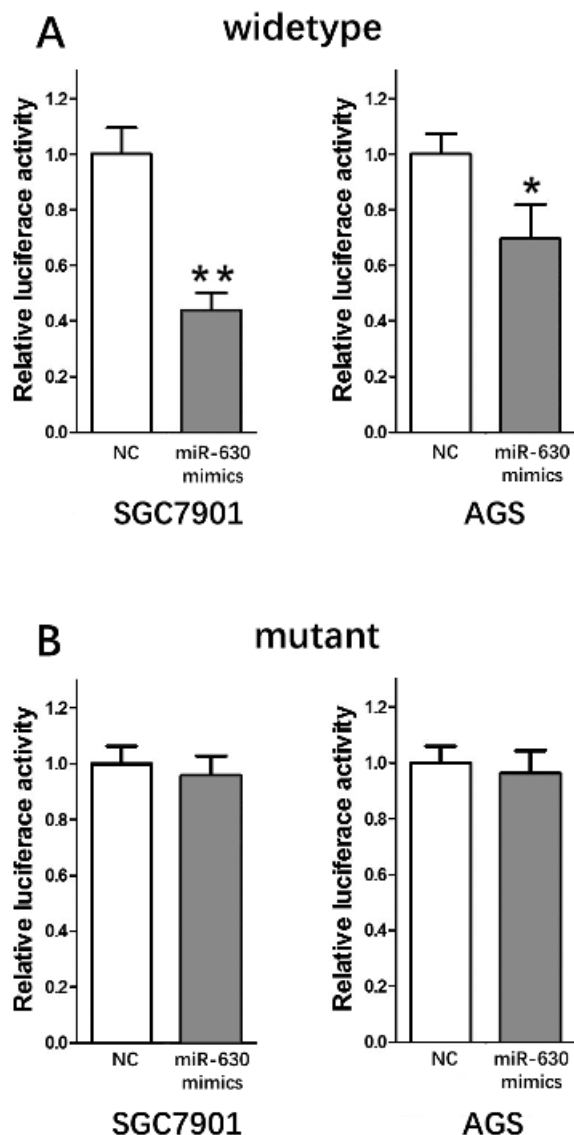 A
widetype
Relative luciferace activity
1.2
1.0
0.8
0.6
0.4
0.2
0.0
**
NC
miR-630
mimics
SGC7901
Relative luciferace activity
1.2
1.0
0.8
0.6
0.4
0.2
0.0
*
NC
miR-630
mimics
AGS
B
mutant
Relative luciferace activity
1.2
1.0
0.8
0.6
0.4
0.2
0.0
NC
miR-630
mimics
SGC7901
Relative luciferace activity
1.2
1.0
0.8
0.6
0.4
0.2
0.0
NC
miR-630
mimics
AGS